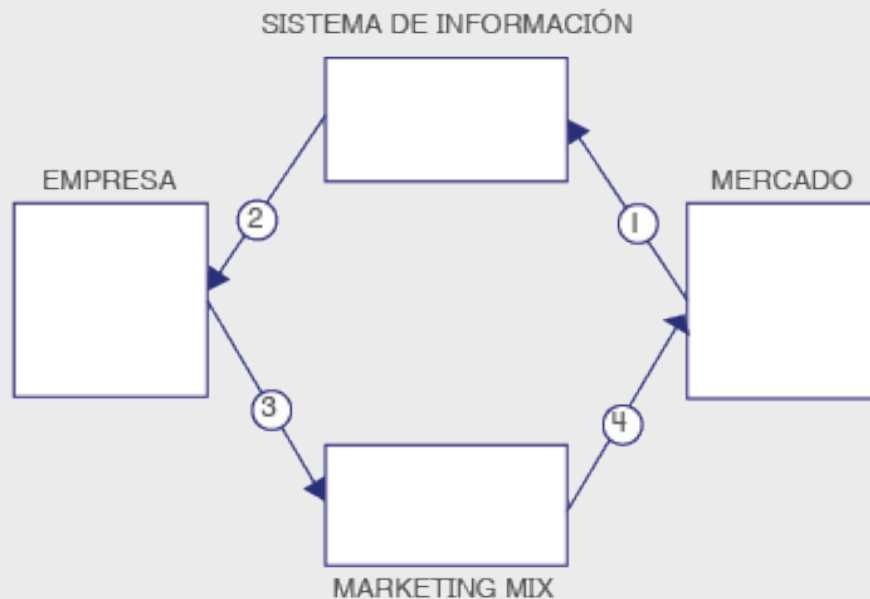 SISTEMA DE INFORMACIÓN
EMPRESA
MERCADO
2
1
3
4
MARKETING MIX